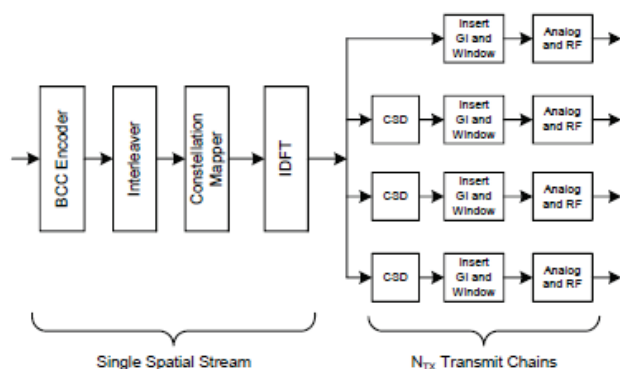 BCC Encoder
Interleaver
Constellation
Mapper
IDFT
Insert
GI and
Window
Analog
and RF
CSD
Insert
GI and
Window
Analog
and RF
CSD
Insert
GI and
Window
Analog
and RF
CSD
Insert
GI and
Window
Analog
and RF
Single Spatial Stream
NTX Transmit Chains